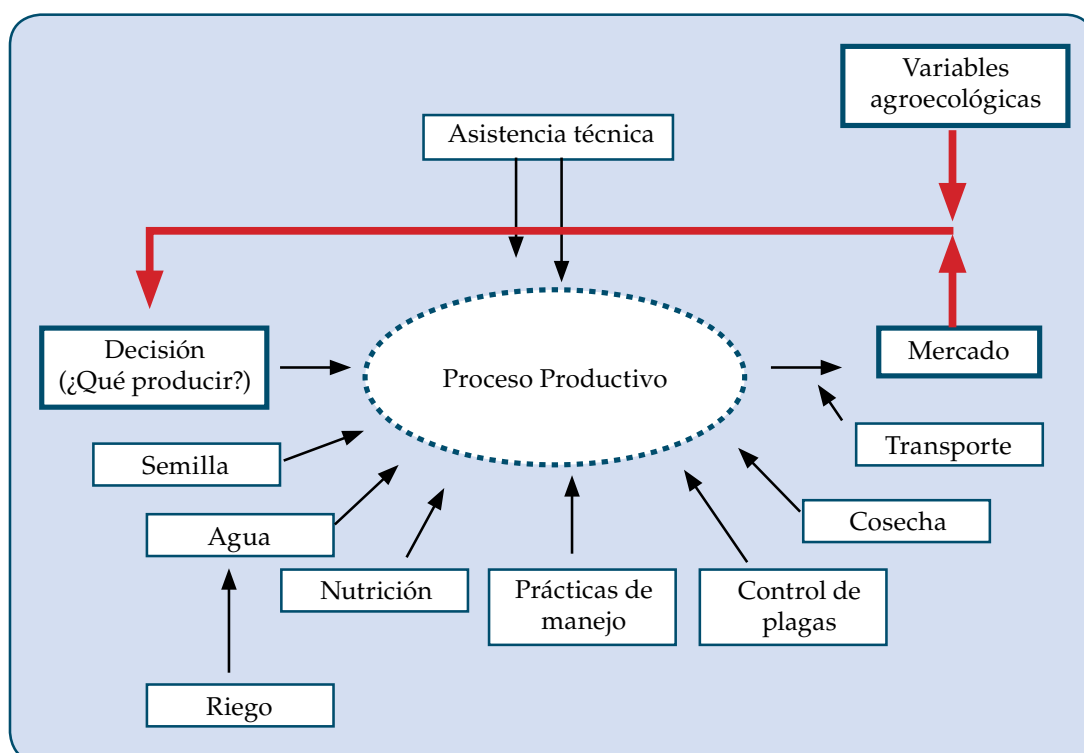 Variables
agroecológicas
Asistencia técnica
Decisión
(¿Qué producir?)
Proceso Productivo
Mercado
Semilla
Transporte
Agua
Cosecha
Nutrición
Prácticas de
manejo
Control de
plagas
Riego